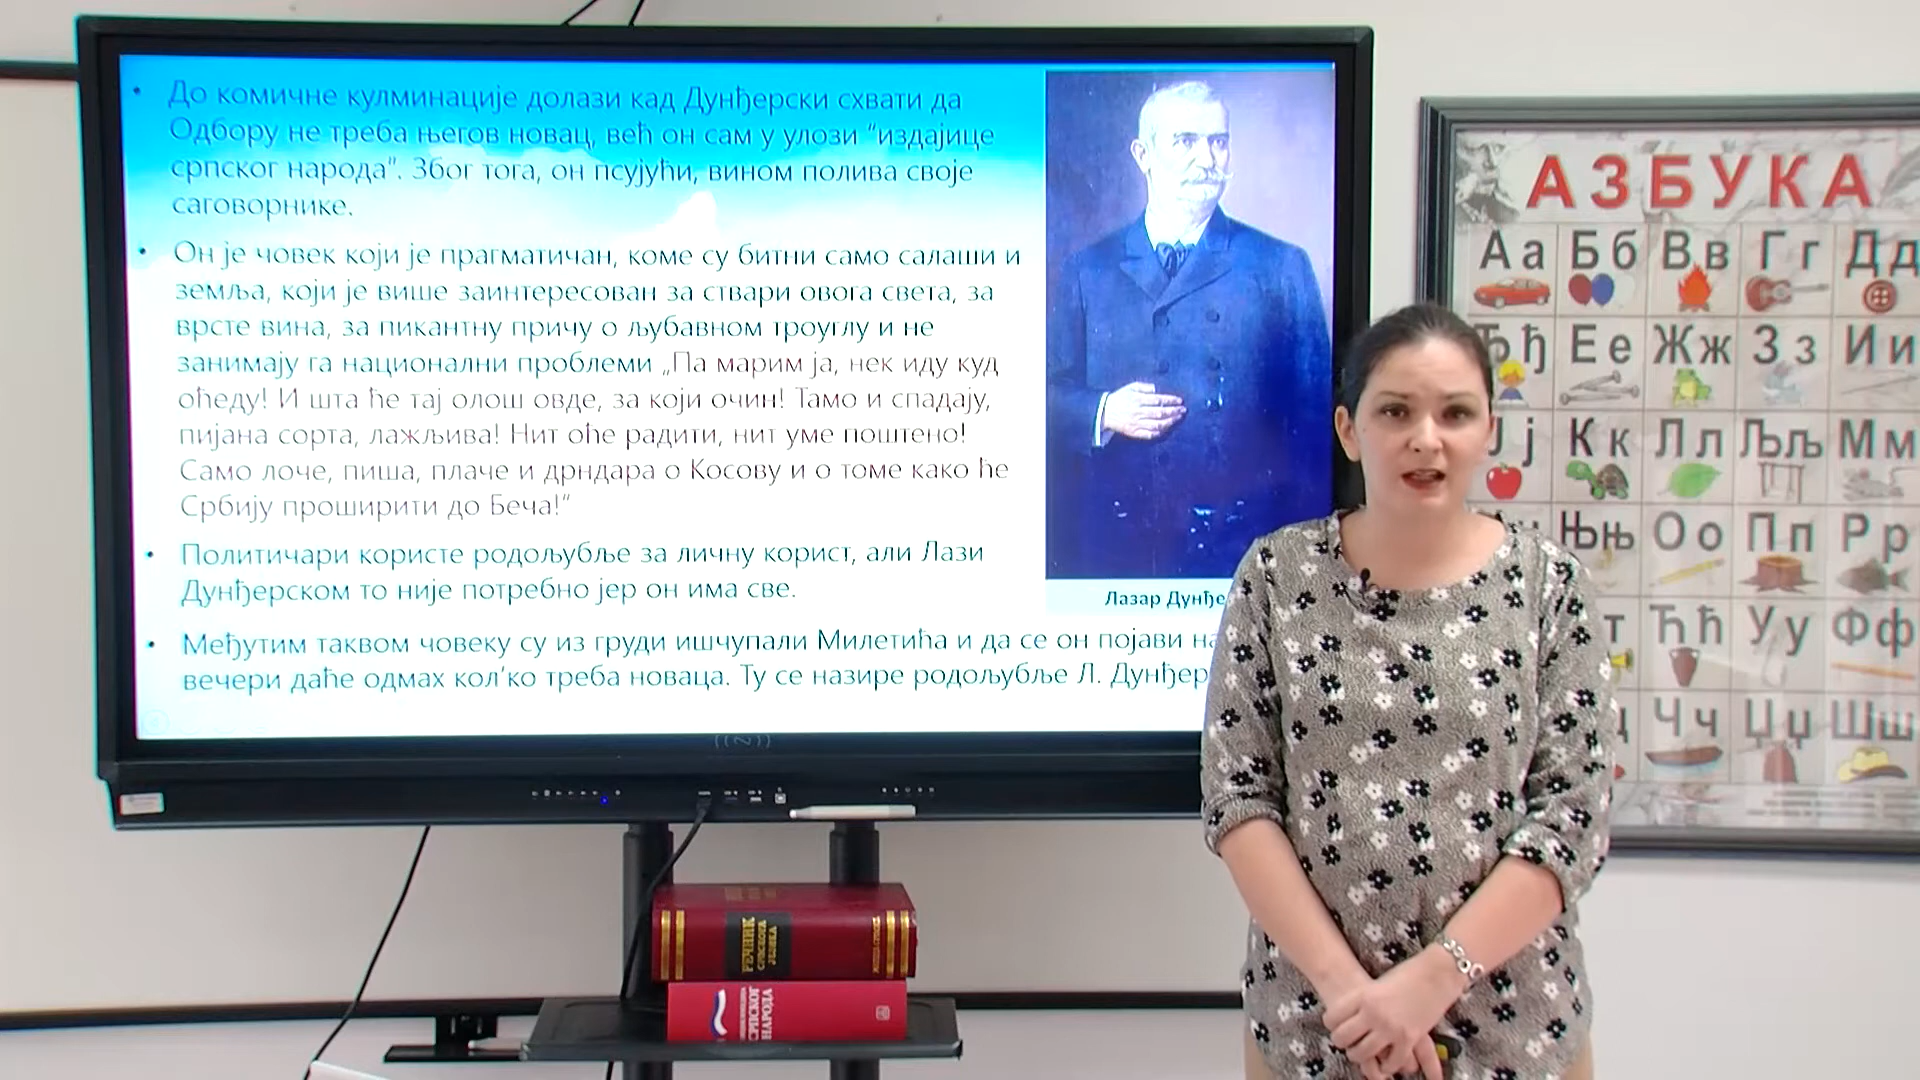 До комичне кулминације долази кад Дунђерски схвати да
Одбору не треба његов новац, већ он сам у улози “издајице
српског народа“. Због тога, он псујући, вином полива своје
саговорнике.
Он је човек који је прагматичан, коме су битни само салаши и
земља, који је више заинтересован за ствари овога света, за
врсте вина, за пикантну причу о љубавном троуглу и не
занимају га национални проблеми „Па марим ја, нек иду куд
оћеду! И шта ће тај олош овде, за који очин! Тамо и спадају,
пијана сорта, лажљива! Нит оће радити, нит уме поштено!
Само лоче, пиша, плаче и дрндара о Косову и о томе како ће
Србију проширити до Беча!“
Политичари користе родољубље за личну корист, али Лази
Дунђерском то није потребно јер он има све.
Међутим таквом човеку су из груди ишчупали Милетића и да се он појави на
вечери даће одмах кол’ко треба новаца. Ту се назире родољубље Л. Дунђер
Лазар Дунђе
АЗБУКА
Аа Бб Вв Гг Дд
Ђђ Ее Жж Зз Ии
Јј Кк Лл Љљ Мм
Њњ Оо Пп Рр
т Ћћ Уу Фф
Чч Џџ Шш
РЕЧНИК
СРПСКОГА
ЈЕЗИКА
СРПСКОГ
НАРОДА